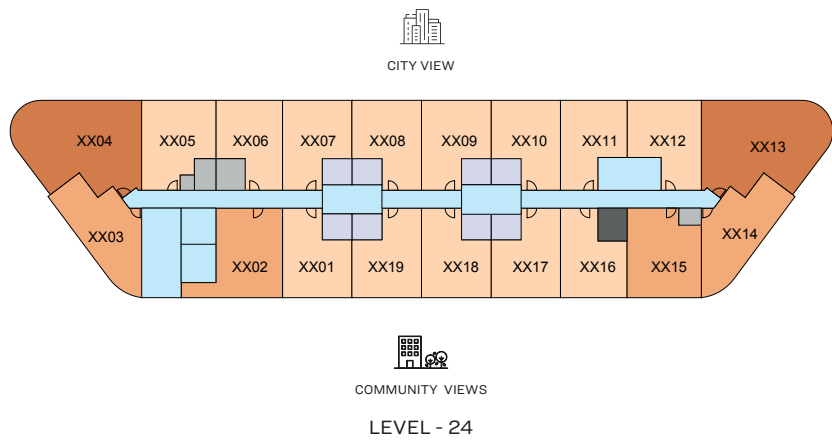 CITY VIEW
XX04 XX05 XX06 XX07 XX08 XX09 XX10 XX11 XX12 XX13
XX03 XX02 XX01 XX19 XX18 XX17 XX16 XX15 XX14
COMMUNITY VIEWS
LEVEL - 24